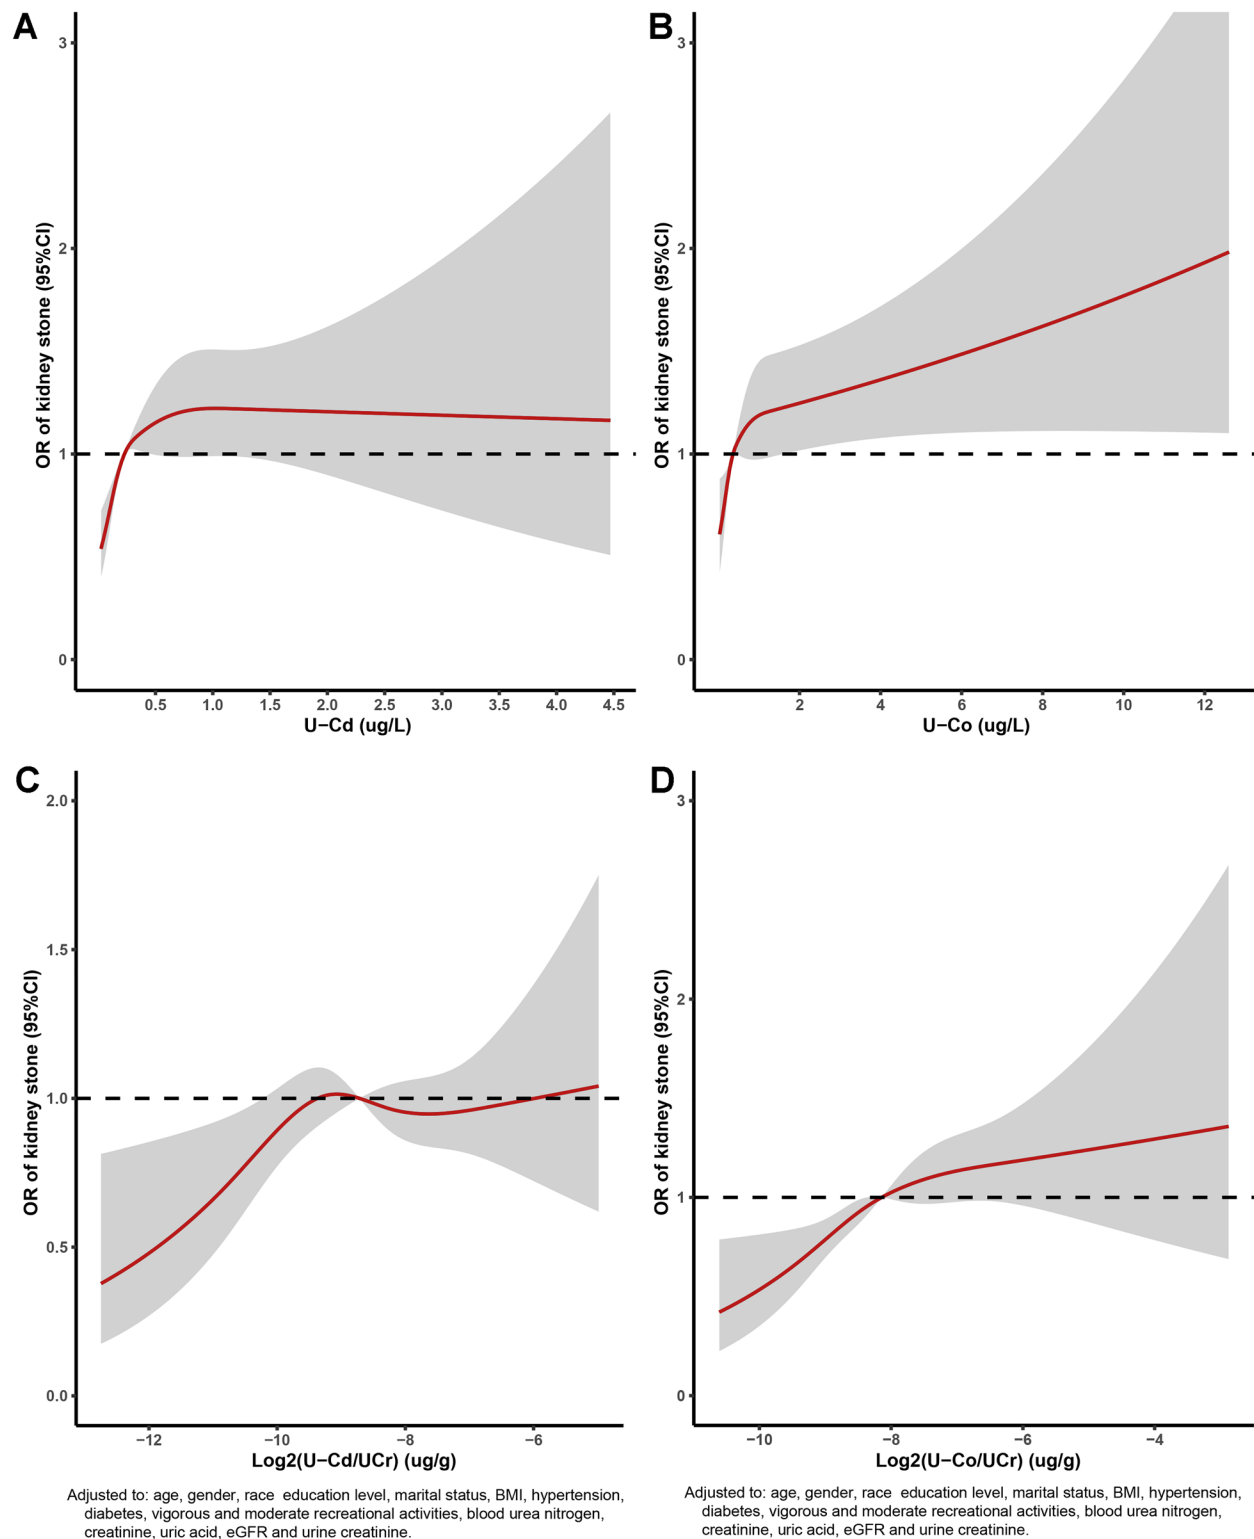 A
3
2
1
0
OR of kidney stone (95%CI)
0.5 1.0 1.5 2.0 2.5 3.0 3.5 4.0 4.5
U−Cd (ug/L)
B
3
2
1
0
OR of kidney stone (95%CI)
2 4 6 8 10 12
U−Co (ug/L)
C
2.0
1.5
1.0
0.5
0.0
OR of kidney stone (95%CI)
−12 −10 −8 −6
Log2(U−Cd/UCr) (ug/g)
Adjusted to: age, gender, race education level, marital status, BMI, hypertension,
diabetes, vigorous and moderate recreational activities, blood urea nitrogen,
creatinine, uric acid, eGFR and urine creatinine.
D
3
2
1
0
OR of kidney stone (95%CI)
−10 −8 −6 −4
Log2(U−Co/UCr) (ug/g)
Adjusted to: age, gender, race education level, marital status, BMI, hypertension,
diabetes, vigorous and moderate recreational activities, blood urea nitrogen,
creatinine, uric acid, eGFR and urine creatinine.